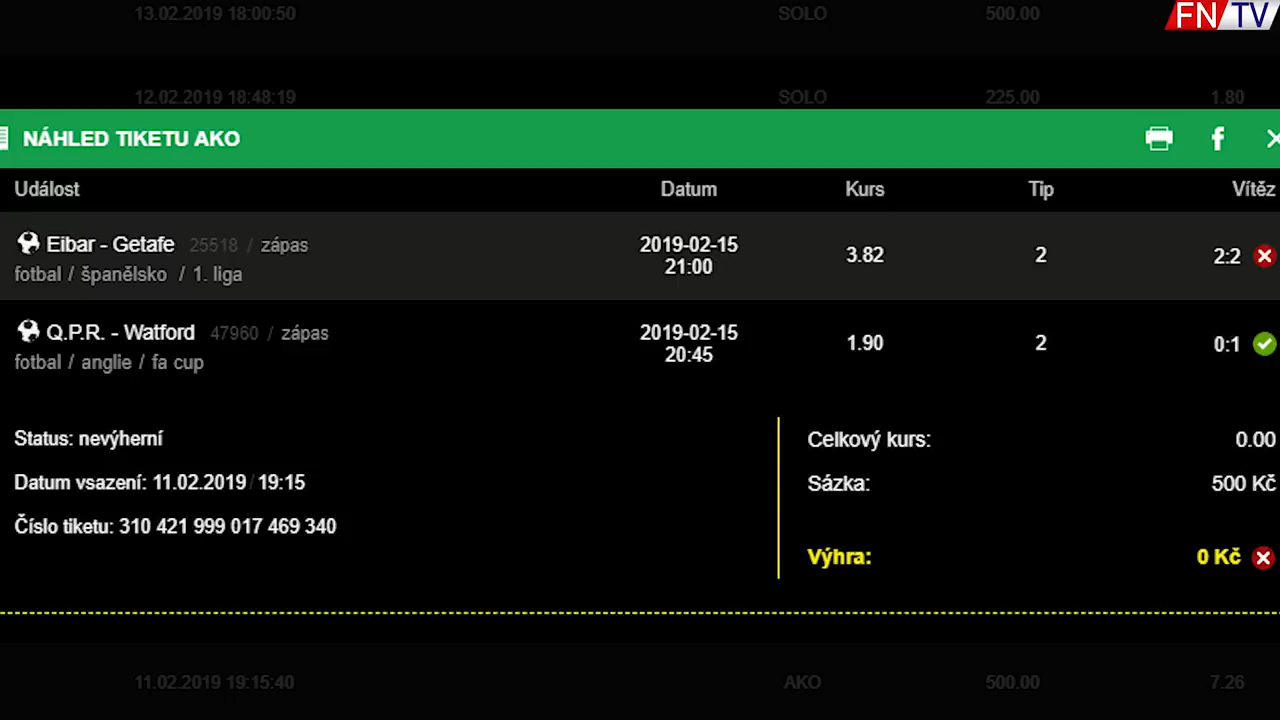 13.02.2019 18:00:50 SOLO 500.00
FN TV
12.02.2019 18:48:19 SOLO 225.00 1.80
NÁHLED TIKETU AKO
Událost Datum Kurs Tip Vítěz
Eibar - Getafe 25518 / zápas 2019-02-15 21:00 3.82 2 2:2
fotbal / španělsko / 1. liga
Q.P.R. - Watford 47960 / zápas 2019-02-15 20:45 1.90 2 0:1
fotbal / anglie / fa cup
Status: nevýherní
Datum vsazení: 11.02.2019 / 19:15
Číslo tiketu: 310 421 999 017 469 340
Celkový kurs: 0.00
Sázka: 500 Kč
Výhra: 0 Kč
11.02.2019 19:15:40 AKO 500.00 7.26